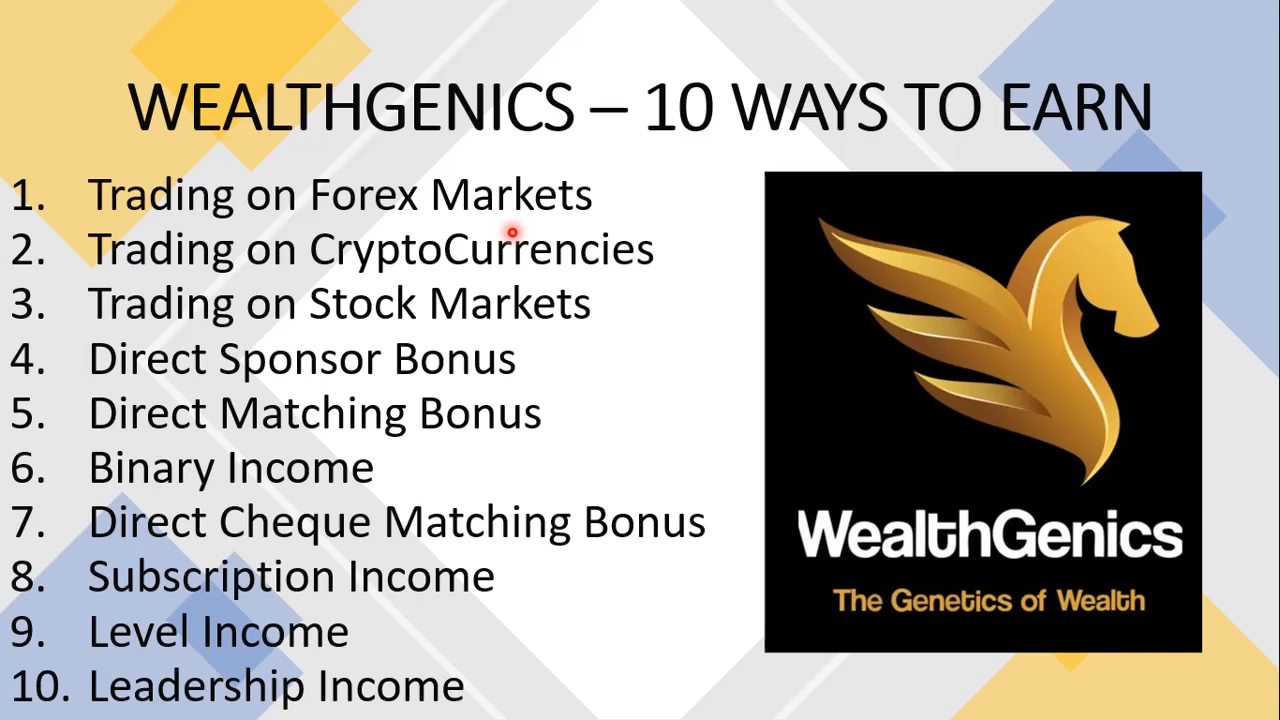 WEALTHGENICS – 10 WAYS TO EARN
1. Trading on Forex Markets
2. Trading on CryptoCurrencies
3. Trading on Stock Markets
4. Direct Sponsor Bonus
5. Direct Matching Bonus
6. Binary Income
7. Direct Cheque Matching Bonus
8. Subscription Income
9. Level Income
10. Leadership Income
WealthGenics
The Genetics of Wealth